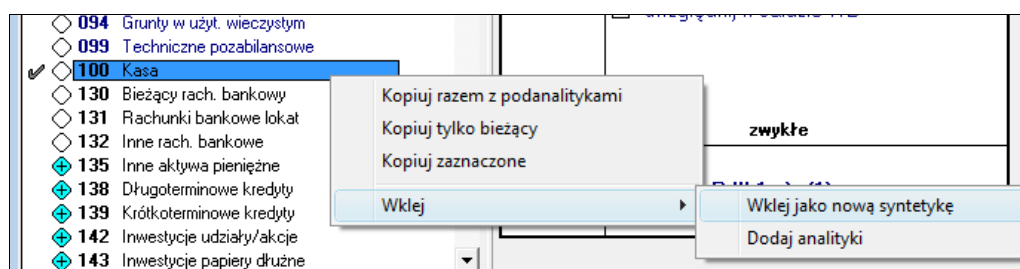 094 Grunty w użyt. wieczystym
099 Techniczne pozabilansowe
100 Kasa
130 Bieżący rach. bankowy
131 Rachunki bankowe lokat
132 Inne rach. bankowe
135 Inne aktywa pieniężne
138 Długoterminowe kredyty
139 Krótkoterminowe kredyty
142 Inwestycje udziały/akcje
143 Inwestycje papiery dłużne
Kopiuj razem z podanalitykami
Kopiuj tylko bieżący
Kopiuj zaznaczone
Wklej
zwykłe
Wklej jako nową syntetykę
Dodaj analityki